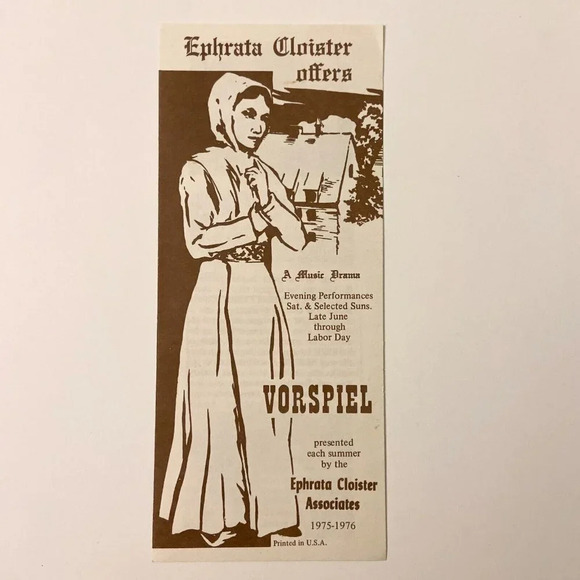 Ephrata Cloister
offers
A Music Drama
Evening Performances
Sat. & Selected Suns.
Late June
through
Labor Day
VORSPIEL
presented
each summer
by the
Ephrata Cloister
Associates
1975-1976
Printed in U.S.A.